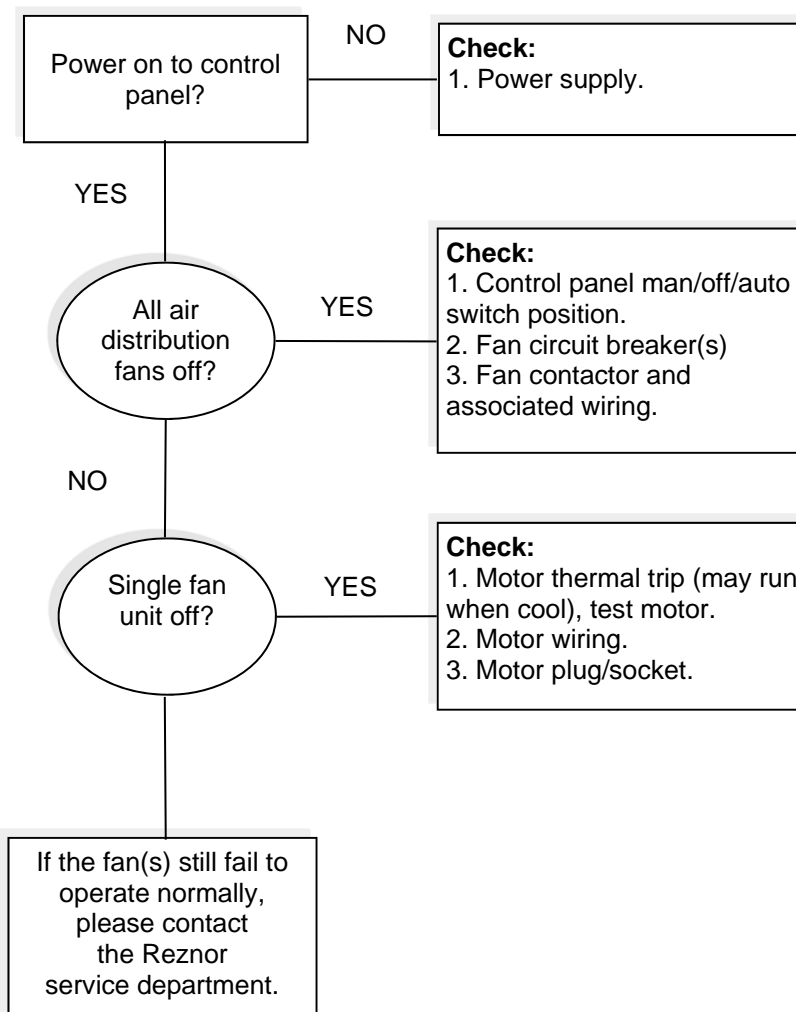 Power on to control
panel?
NO
Check:
1. Power supply.
YES
All air
distribution
fans off?
YES
Check:
1. Control panel man/off/auto
switch position.
2. Fan circuit breaker(s)
3. Fan contactor and
associated wiring.
NO
Single fan
unit off?
YES
Check:
1. Motor thermal trip (may run
when cool), test motor.
2. Motor wiring.
3. Motor plug/socket.
If the fan(s) still fail to
operate normally,
please contact
the Reznor
service department.